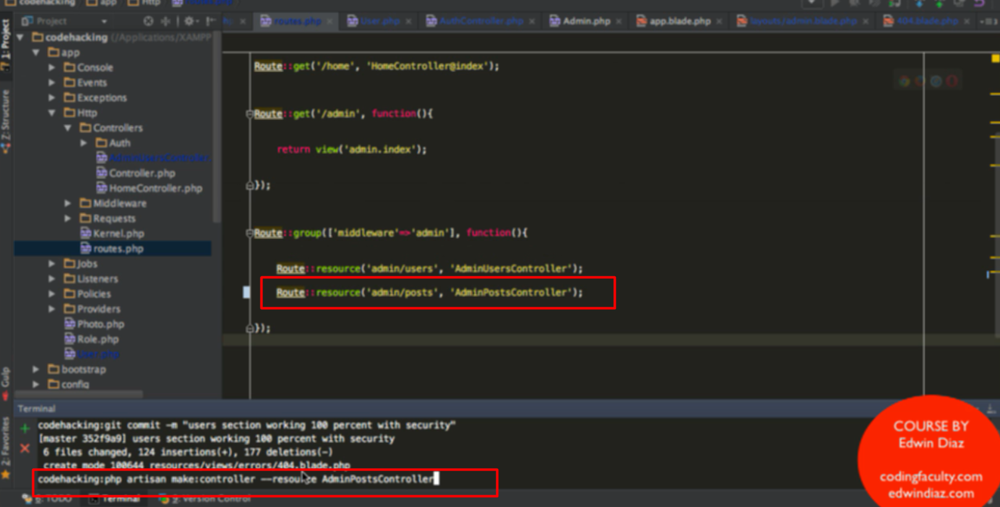 codehacking app Http routes.php
1: Project
Project
routes.php User.php AuthController.php Admin.php app.blade.php layouts/admin.blade.php 404.blade.php
codehacking (/Applications/XAMPP
app
Console
Events
Exceptions
Http
Controllers
Auth
AdminUsersController.
Controller.php
HomeController.php
Middleware
Requests
Kernel.php
routes.php
Jobs
Listeners
Policies
Providers
Photo.php
Role.php
User.php
bootstrap
config
Z: Structure
Gulp
2: Favorites
Route::get('/home', 'HomeController@index');
Route::get('/admin', function(){
return view('admin.index');
});
Route::group(['middleware'=>'admin'], function(){
Route::resource('admin/users', 'AdminUsersController');
Route::resource('admin/posts', 'AdminPostsController');
});
Terminal
codehacking:git commit -m "users section working 100 percent with security"
[master 352f9a9] users section working 100 percent with security
6 files changed, 124 insertions(+), 177 deletions(-)
create mode 100644 resources/views/errors/404.blade.php
codehacking:php artisan make:controller --resource AdminPostsController
6: TODO Terminal 9: Version Control
COURSE BY
Edwin Diaz
codingfaculty.com
edwindiaz.com